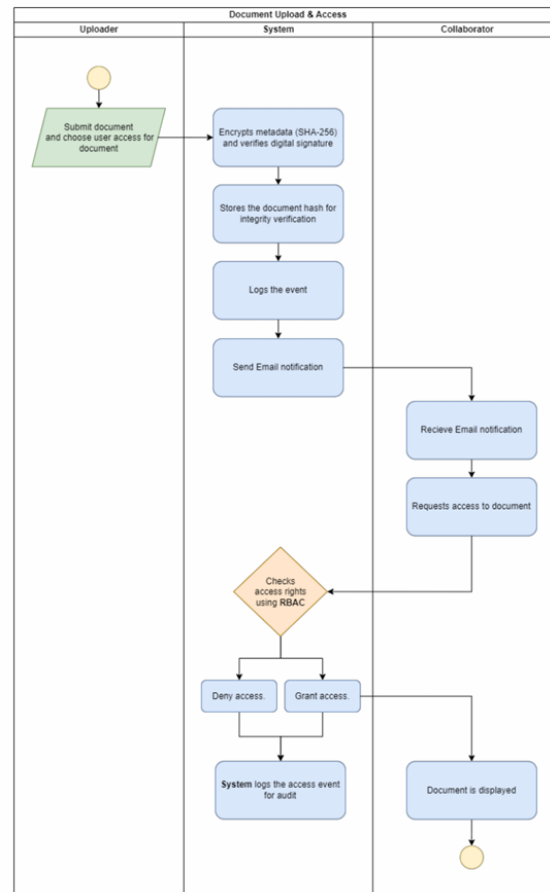 Document Upload & Access
Uploader
System
Collaborator
Submit document
and choose user access for
document
Encrypts metadata (SHA-256)
and verifies digital signature
Stores the document hash for
integrity verification
Logs the event
Send Email notification
Recieve Email notification
Requests access to document
Checks
access rights
using RBAC
Deny access.
Grant access.
System logs the access event
for audit
Document is displayed